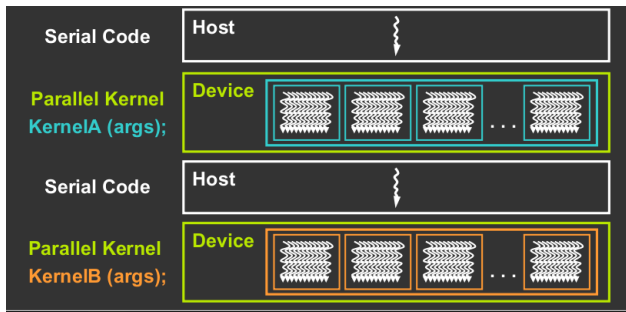 Serial Code
Host
Parallel Kernel
KernelA (args);
Device
. . .
Serial Code
Host
Parallel Kernel
KernelB (args);
Device
. . .